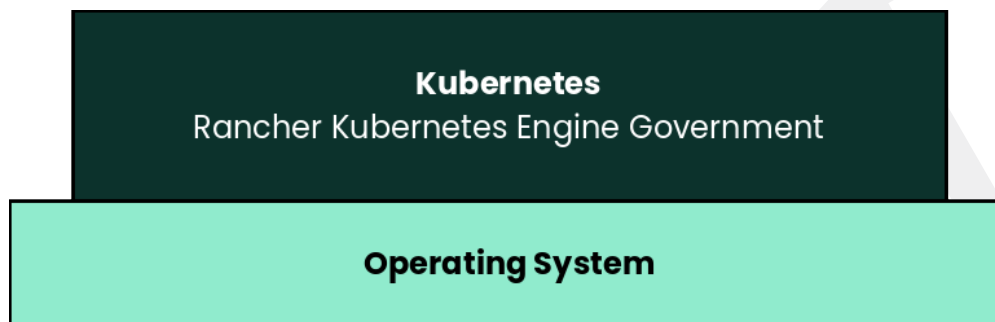 Kubernetes
Rancher Kubernetes Engine Government
Operating System